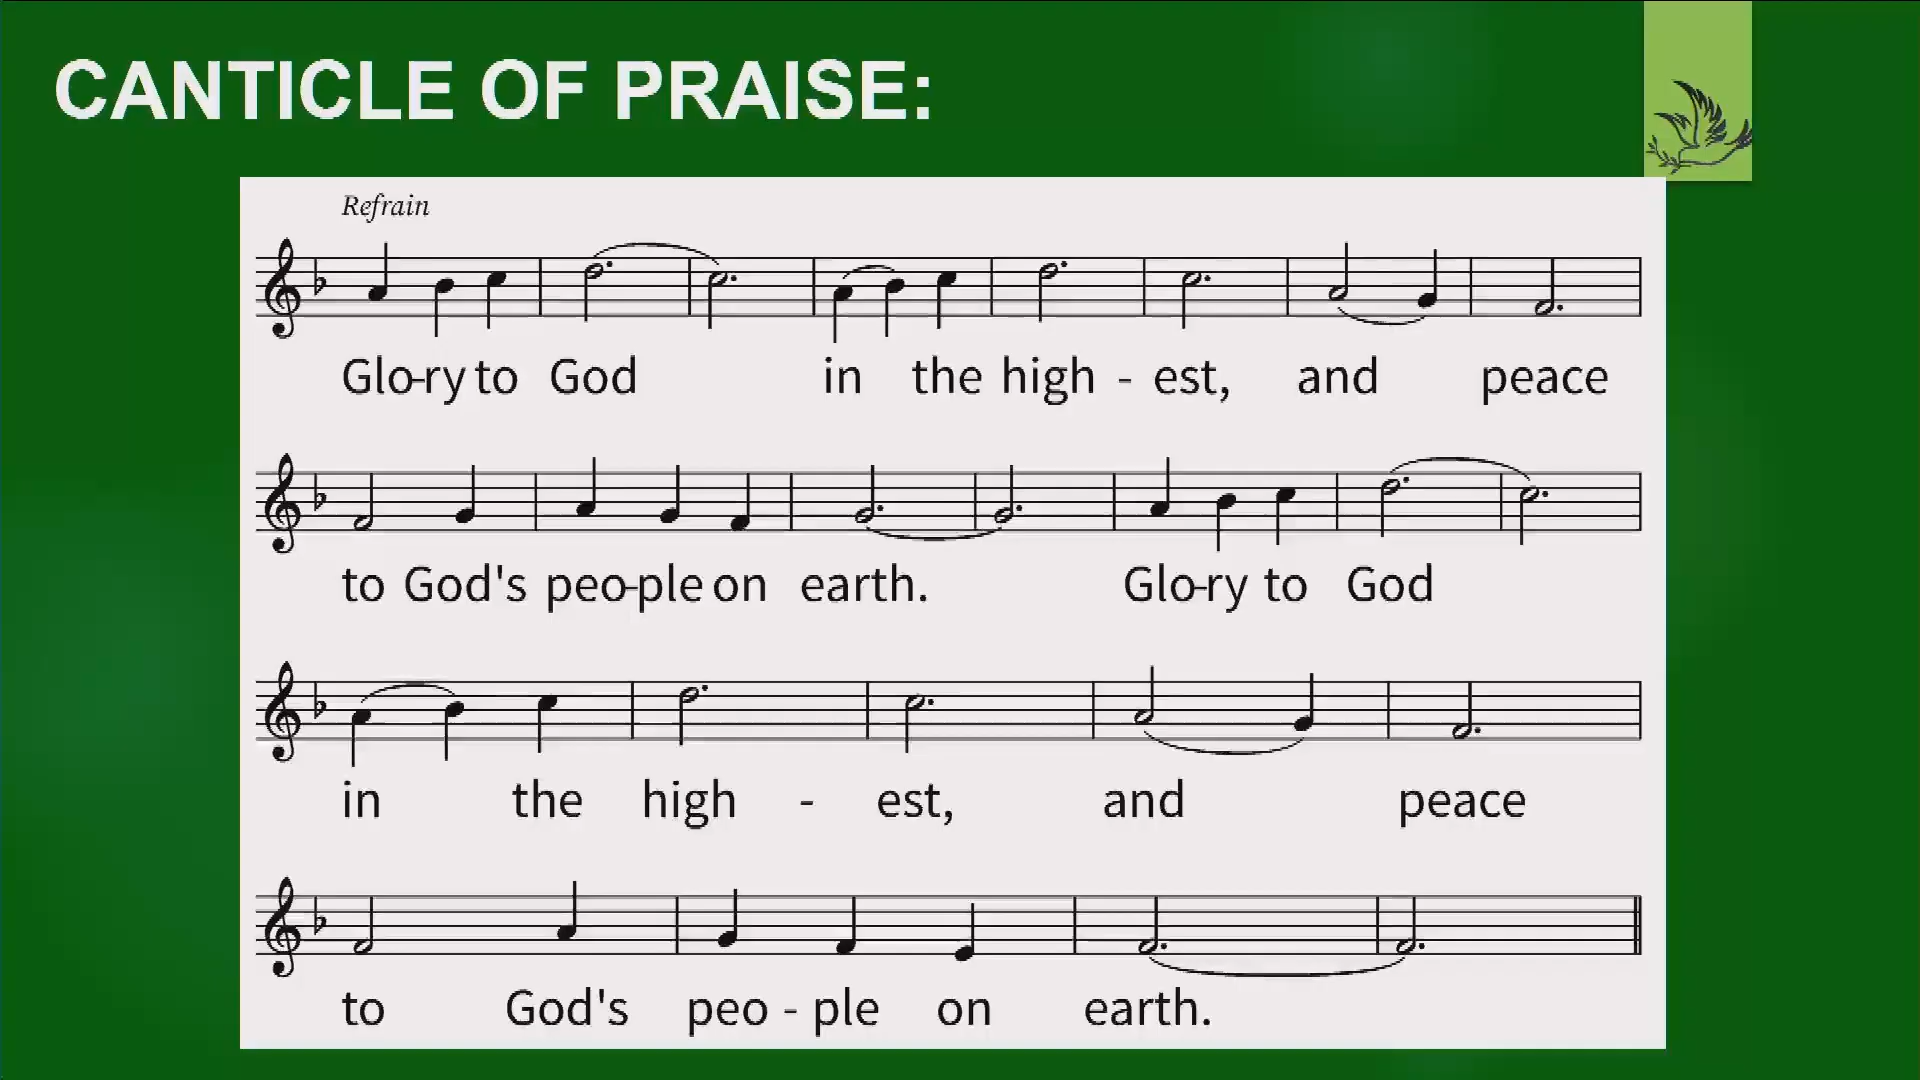 CANTICLE OF PRAISE:
Refrain
Glo-ry to God in the high - est, and peace
to God's peo-ple on earth. Glo-ry to God
in the high - est, and peace
to God's peo - ple on earth.